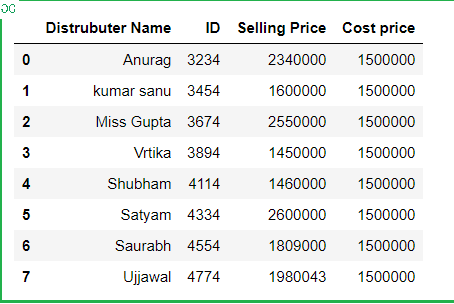 Distrubuter Name ID Selling Price Cost price
0 Anurag 3234 2340000 1500000
1 kumar sanu 3454 1600000 1500000
2 Miss Gupta 3674 2550000 1500000
3 Vrtika 3894 1450000 1500000
4 Shubham 4114 1460000 1500000
5 Satyam 4334 2600000 1500000
6 Saurabh 4554 1809000 1500000
7 Ujjawal 4774 1980043 1500000